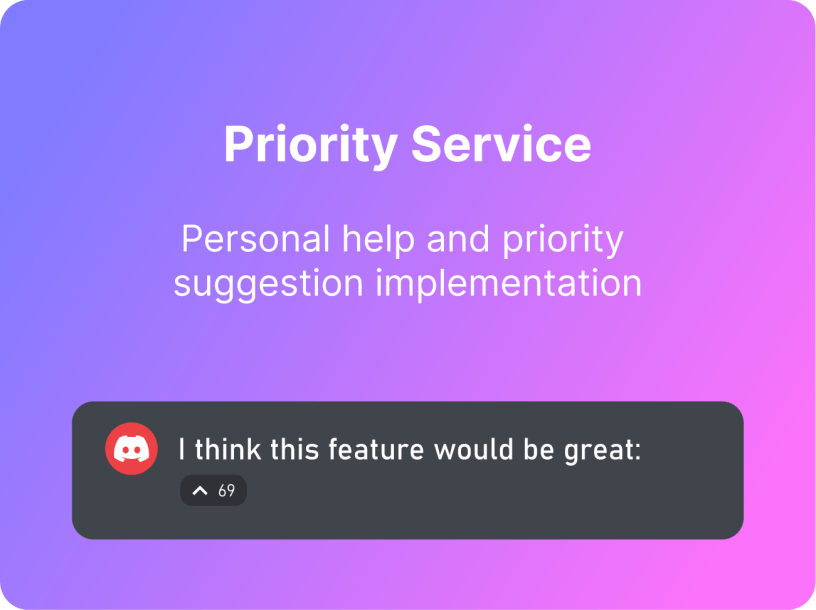 Priority Service
Personal help and priority
suggestion implementation
I think this feature would be great:
69